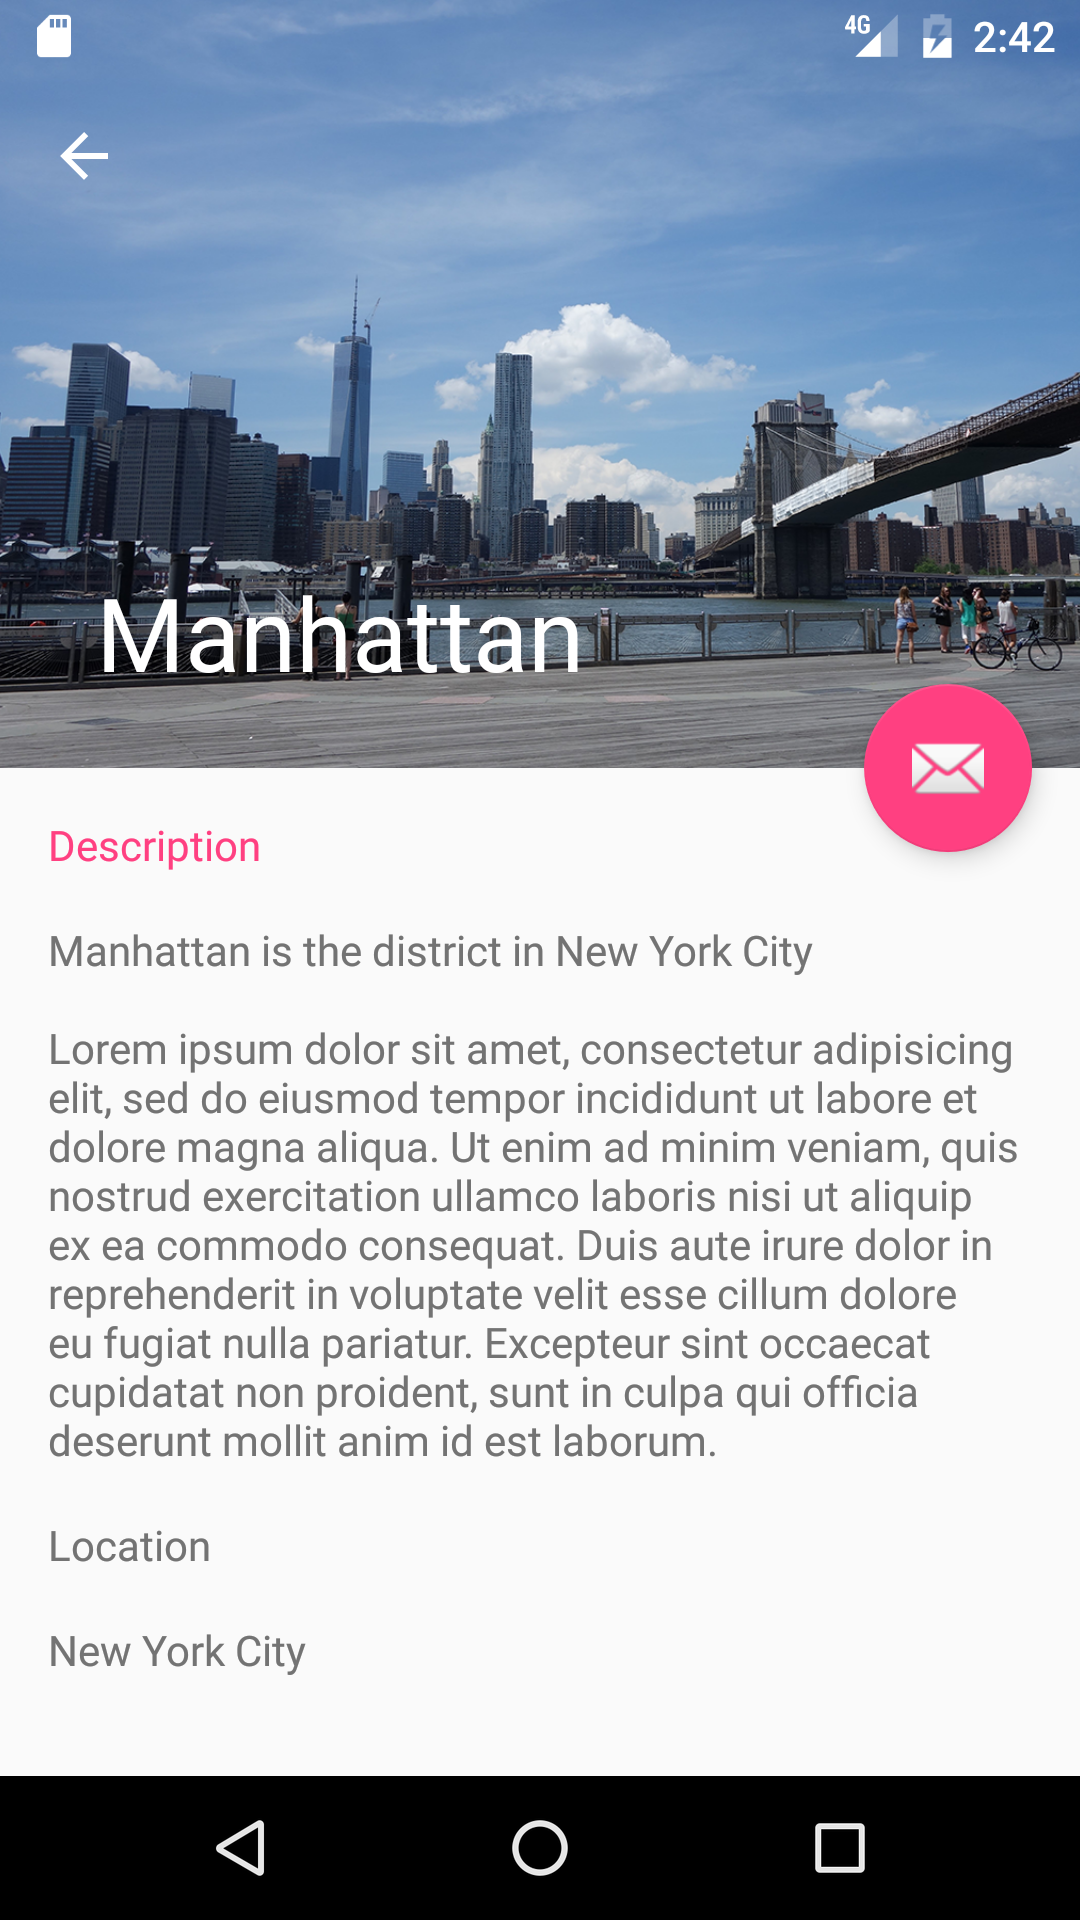 4G 2:42
Manhattan
Description
Manhattan is the district in New York City
Lorem ipsum dolor sit amet, consectetur adipisicing
elit, sed do eiusmod tempor incididunt ut labore et
dolore magna aliqua. Ut enim ad minim veniam, quis
nostrud exercitation ullamco laboris nisi ut aliquip
ex ea commodo consequat. Duis aute irure dolor in
reprehenderit in voluptate velit esse cillum dolore
eu fugiat nulla pariatur. Excepteur sint occaecat
cupidatat non proident, sunt in culpa qui officia
deserunt mollit anim id est laborum.
Location
New York City